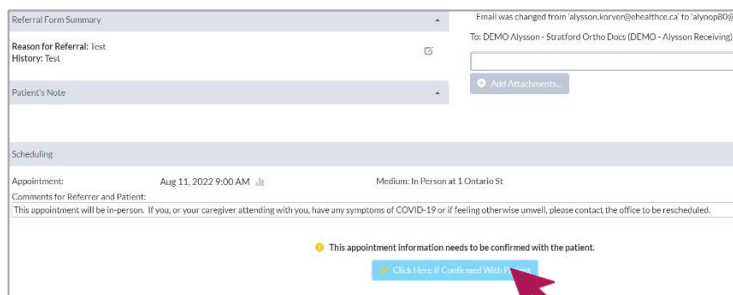 Referral Form Summary
Reason for Referral: Test
History: Test
Patient's Note
Email was changed from 'alysson.korver@ehealthce.ca' to 'alyoop80@
To: DEMO Alysson - Stratford Ortho Docs (DEMO - Alysson Receiving)
Add Attachments...
Scheduling
Appointment: Aug 11, 2022 9:00 AM Medium: In Person at 1 Ontario St
Comments for Referrer and Patient:
This appointment will be in-person. If you, or your caregiver attending with you, have any symptoms of COVID-19 or if feeling otherwise unwell, please contact the office to be rescheduled.
This appointment information needs to be confirmed with the patient.
Click Here If Confirmed With Patient